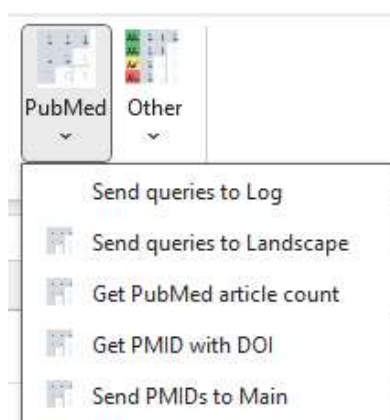 PubMed Other
Send queries to Log
Send queries to Landscape
Get PubMed article count
Get PMID with DOI
Send PMIDs to Main